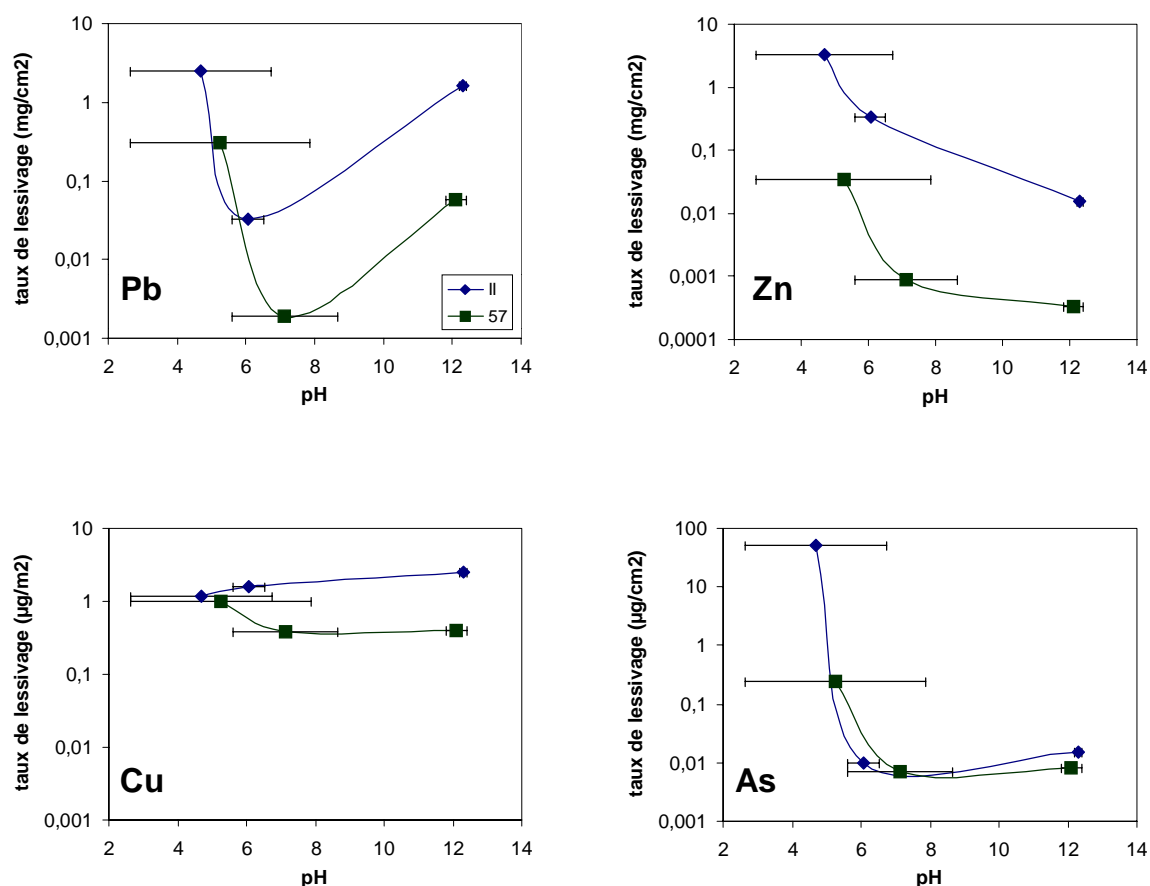 10
1
0,1
0,01
0,001
taux de lessivage (mg/cm2)
Pb
II
57
2 4 6 8 10 12 14
pH
10
1
0,1
0,01
0,001
0,0001
taux de lessivage (mg/cm2)
Zn
2 4 6 8 10 12 14
pH
10
1
0,1
0,01
0,001
taux de lessivage (µg/m2)
Cu
2 4 6 8 10 12 14
pH
100
10
1
0,1
0,01
0,001
taux de lessivage (µg/cm2)
As
2 4 6 8 10 12 14
pH